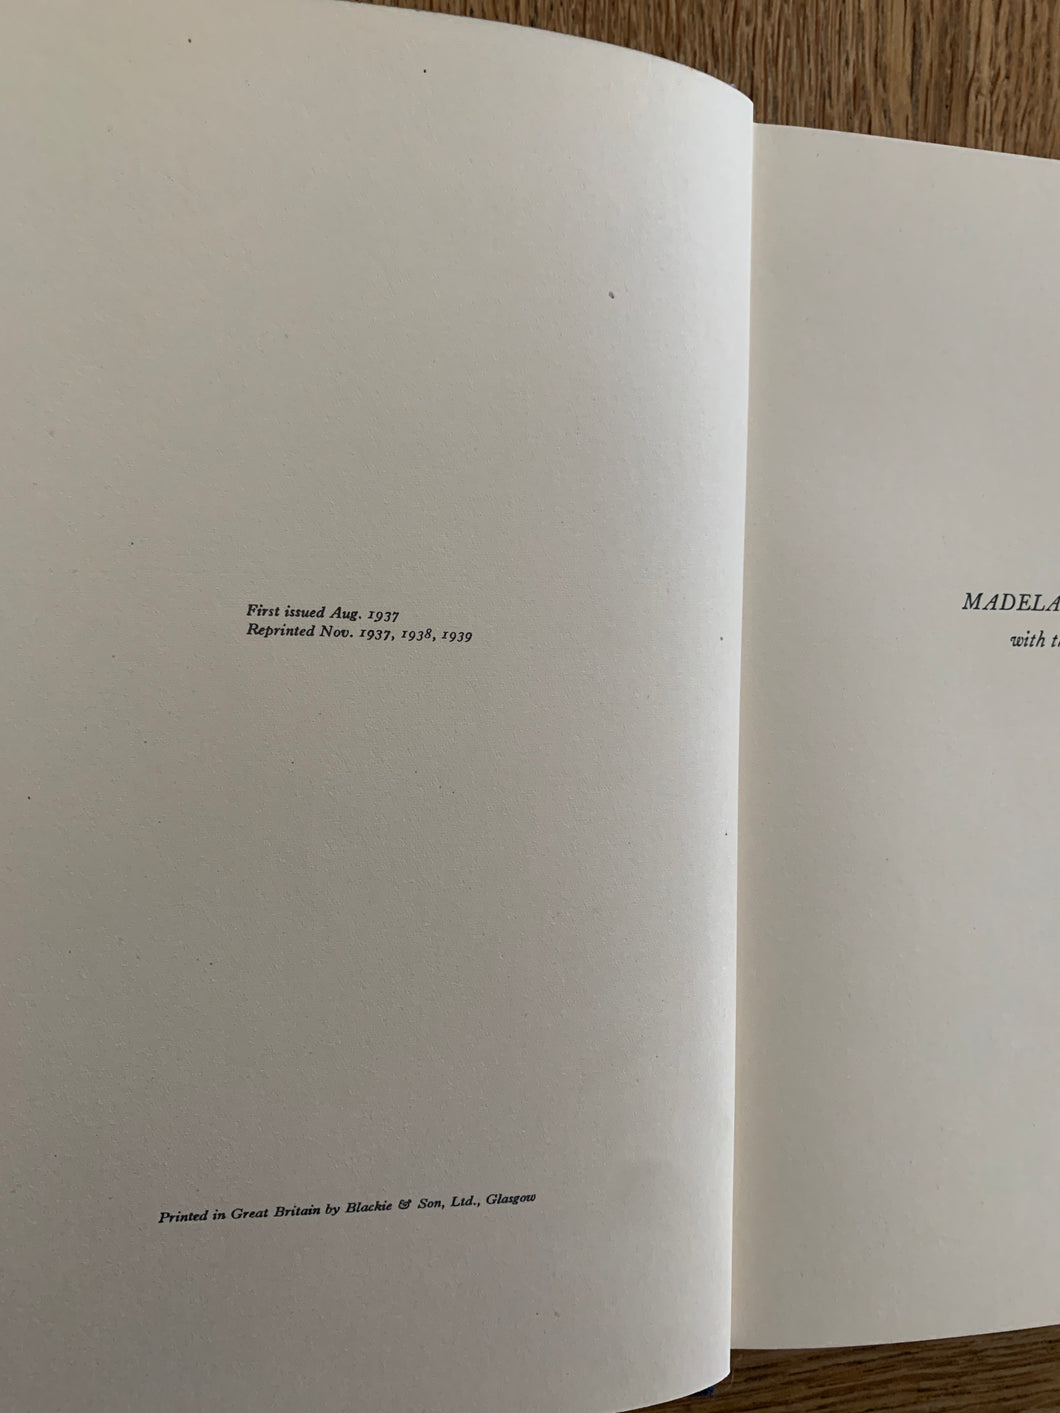 First issued Aug. 1937
Reprinted Nov. 1937, 1938, 1939
Printed in Great Britain by Blackie & Son, Ltd., Glasgow
MADELA
with th